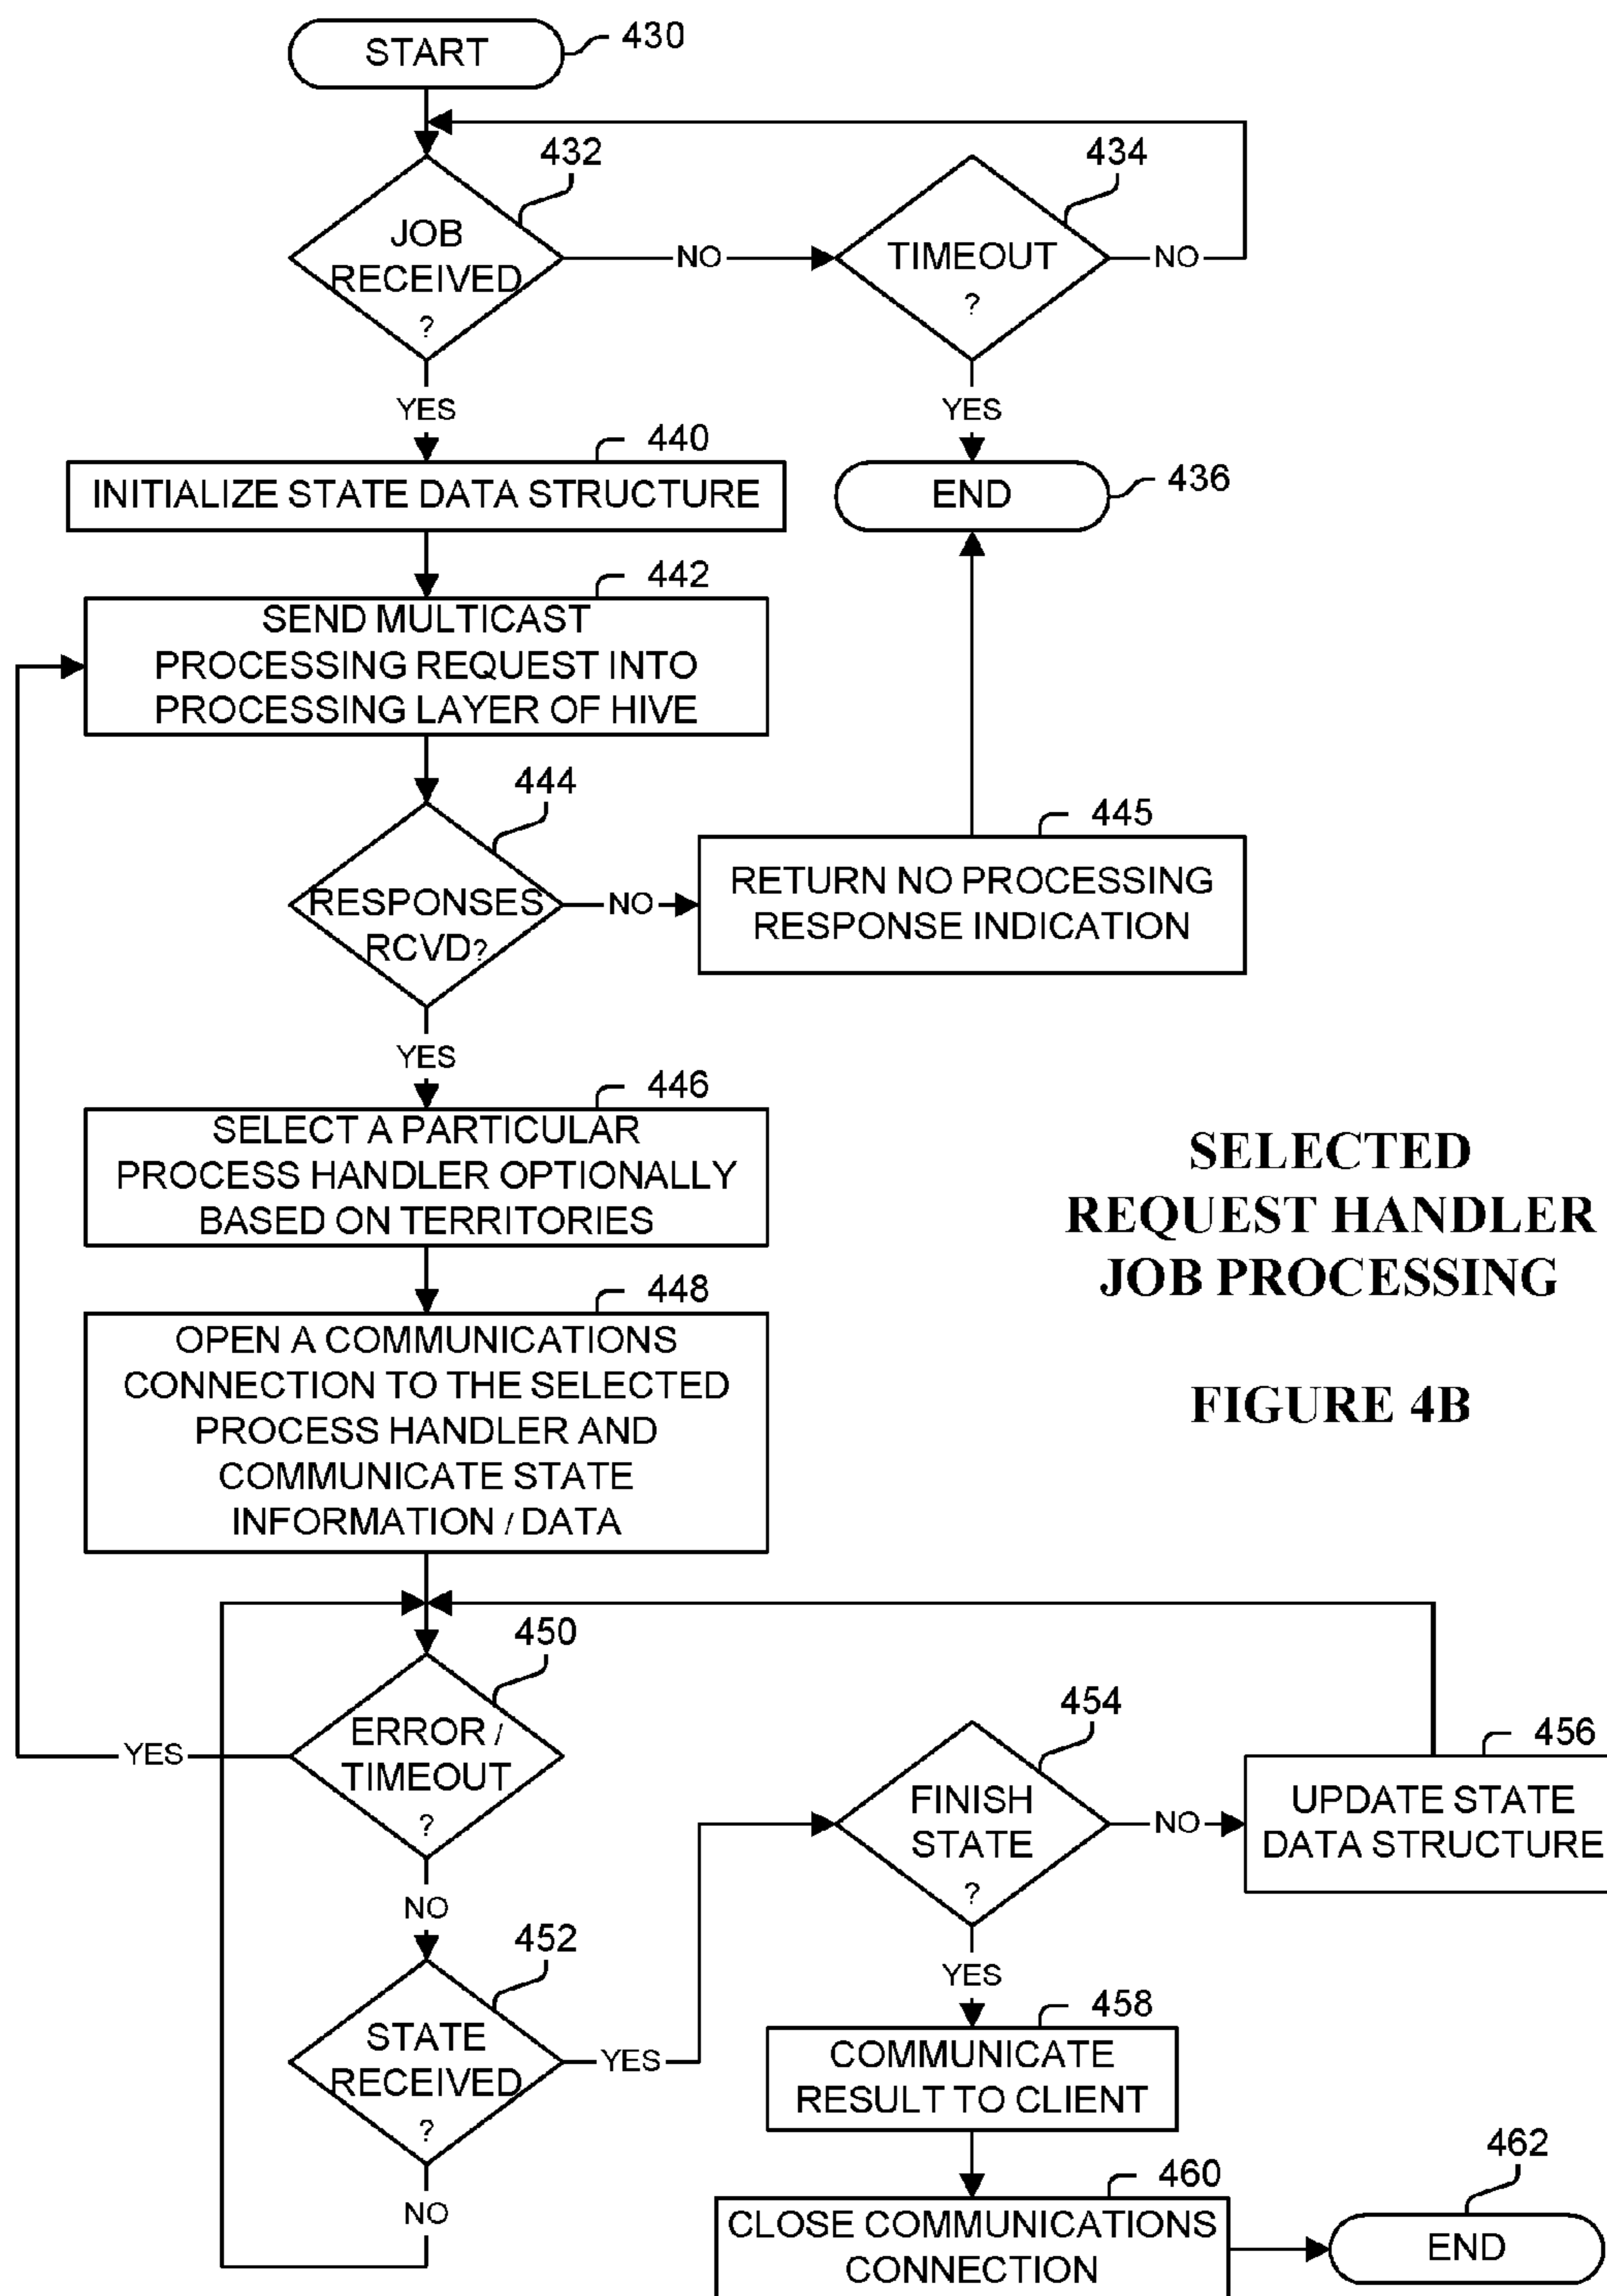 START
430
432
434
JOB
RECEIVED
?
NO
TIMEOUT
?
NO
YES
YES
440
INITIALIZE STATE DATA STRUCTURE
END
436
442
SEND MULTICAST
PROCESSING REQUEST INTO
PROCESSING LAYER OF HIVE
444
RESPONSES
RCVD?
NO
445
RETURN NO PROCESSING
RESPONSE INDICATION
YES
446
SELECT A PARTICULAR
PROCESS HANDLER OPTIONALLY
BASED ON TERRITORIES
448
OPEN A COMMUNICATIONS
CONNECTION TO THE SELECTED
PROCESS HANDLER AND
COMMUNICATE STATE
INFORMATION / DATA
SELECTED
REQUEST HANDLER
JOB PROCESSING
FIGURE 4B
450
ERROR /
TIMEOUT
?
YES
NO
452
STATE
RECEIVED
?
YES
NO
454
FINISH
STATE
?
NO
456
UPDATE STATE
DATA STRUCTURE
YES
458
COMMUNICATE
RESULT TO CLIENT
460
CLOSE COMMUNICATIONS
CONNECTION
462
END